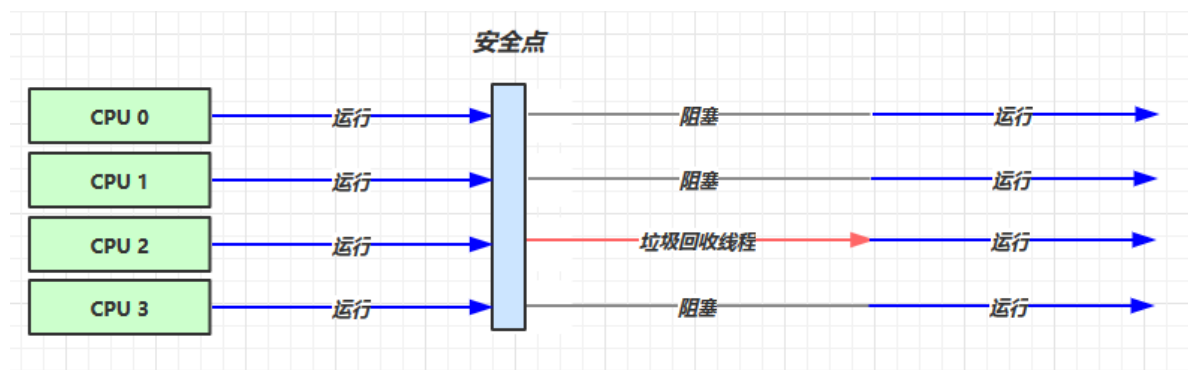 安全点
CPU 0 运行 阻塞 运行
CPU 1 运行 阻塞 运行
CPU 2 运行 垃圾回收线程 运行
CPU 3 运行 阻塞 运行